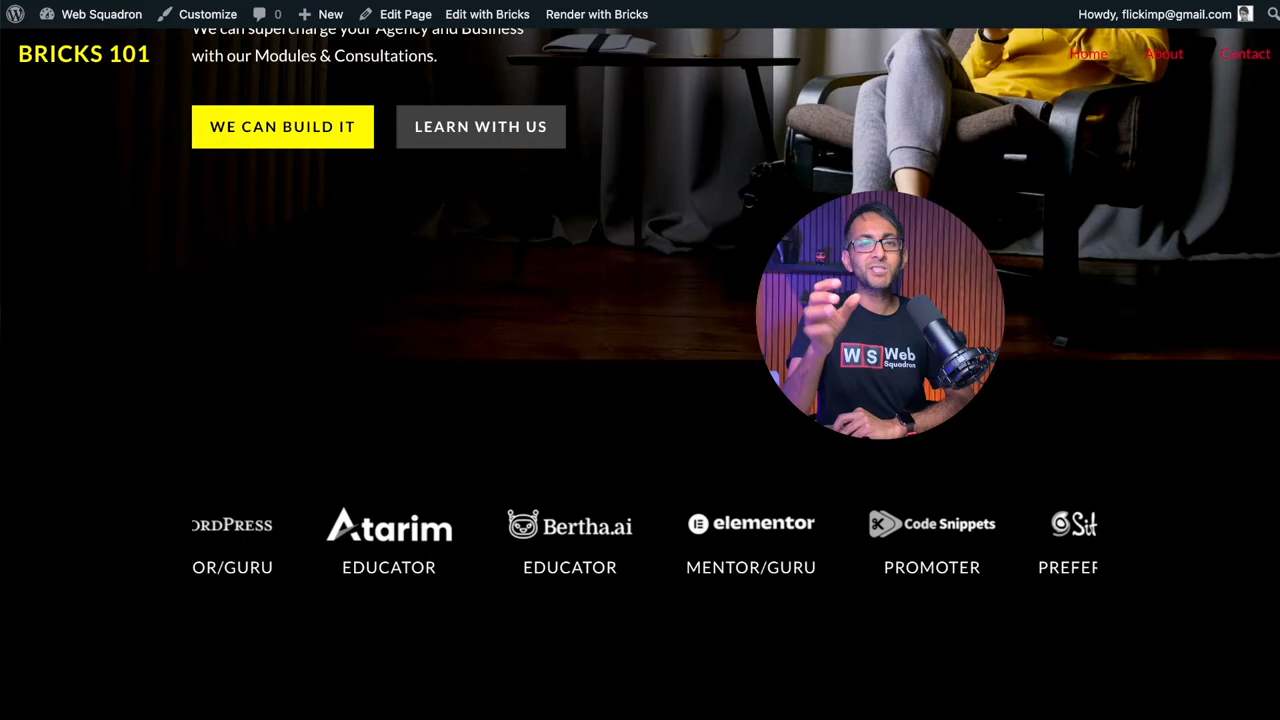 Web Squadron Customize 0 New Edit Page Edit with Bricks Render with Bricks Howdy, flickimp@gmail.com
We can supercharge your Agency and Business
BRICKS 101 with our Modules & Consultations. Home About Contact
WE CAN BUILD IT LEARN WITH US
WS Web
Squadron
ORDPRESS Atarim Bertha.ai elementor Code Snippets Sit
OR/GURU EDUCATOR EDUCATOR MENTOR/GURU PROMOTER PREFER